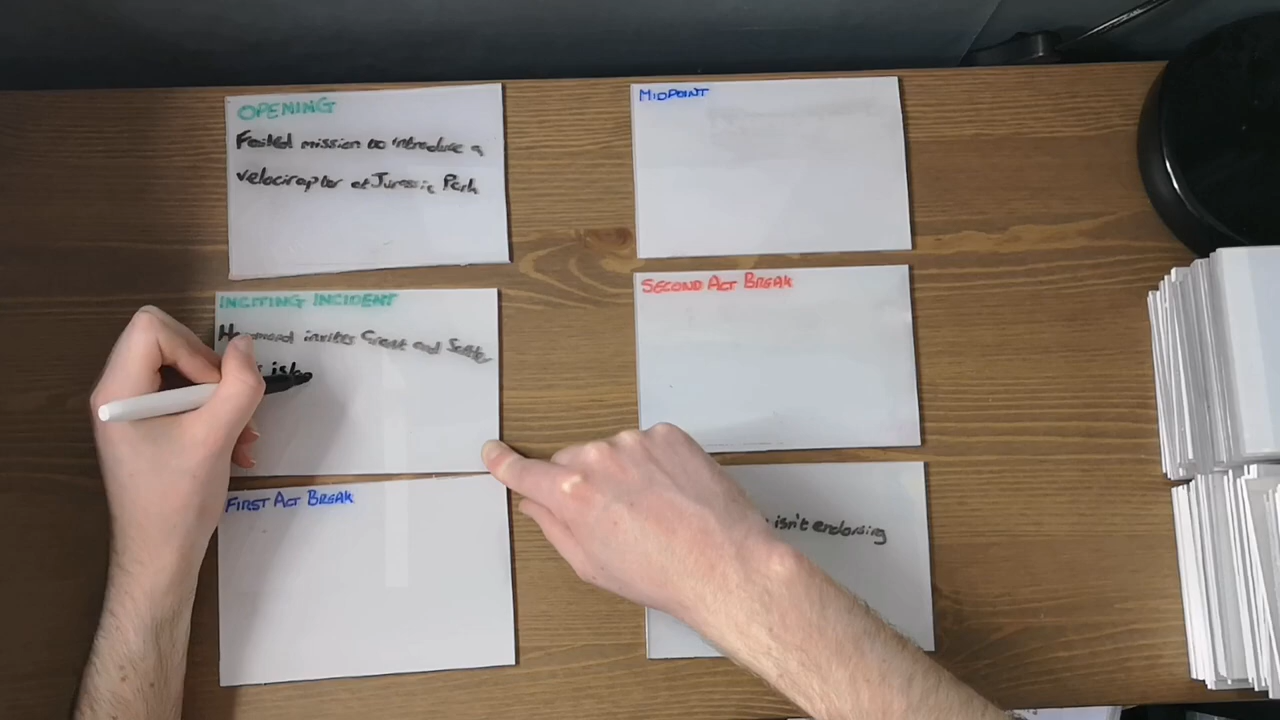 OPENING
Failed mission to introduce a
velociraptor at Jurassic Park
INCITING INCIDENT
Hammond invites Grant and Sattler
FIRST ACT BREAK
MIDPOINT
SECOND ACT BREAK
isn't endorsing